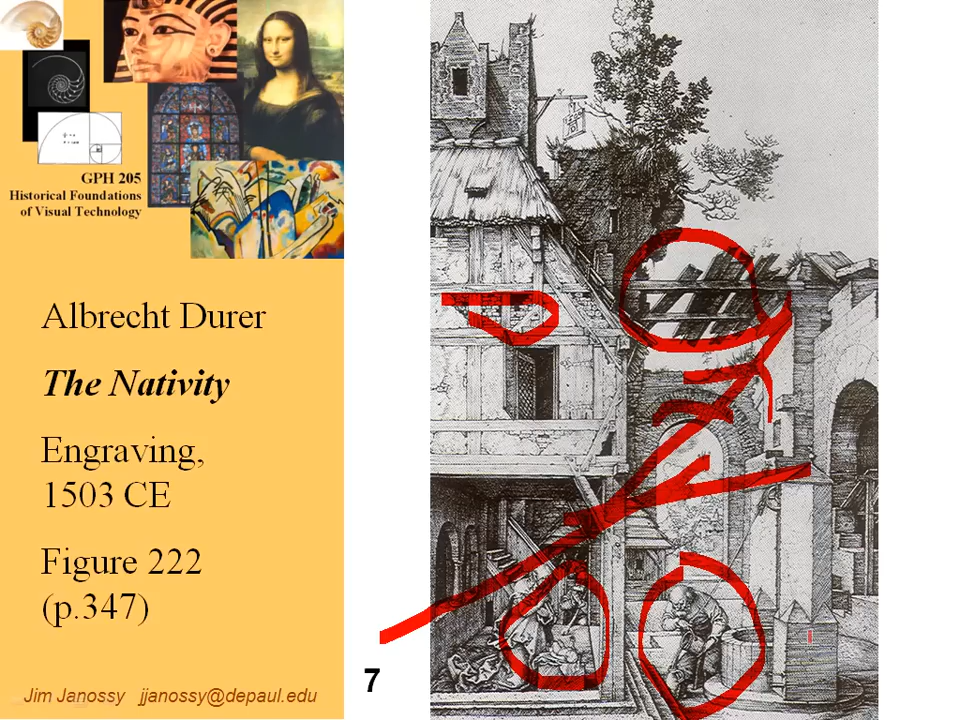 GPH 205
Historical Foundations
of Visual Technology
Albrecht Durer
The Nativity
Engraving,
1503 CE
Figure 222
(p.347)
Jim Janossy jjanossy@depaul.edu
7